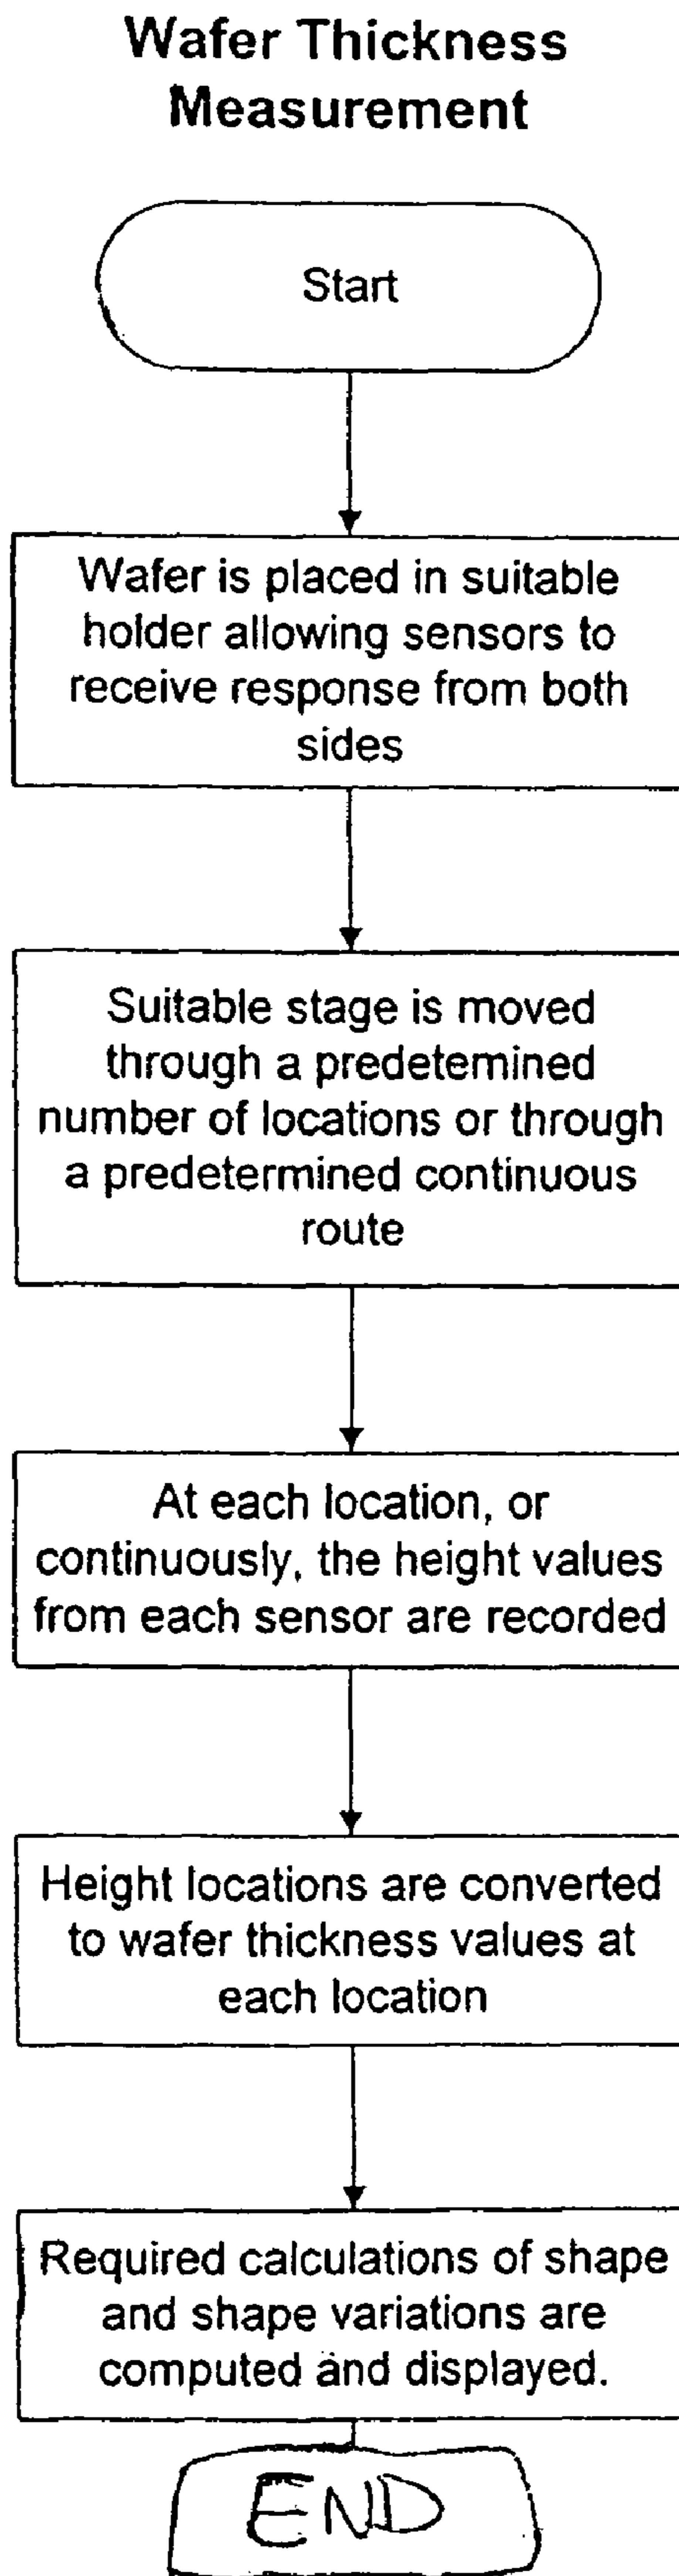 Wafer Thickness
Measurement
Start
Wafer is placed in suitable
holder allowing sensors to
receive response from both
sides
Suitable stage is moved
through a predetemined
number of locations or through
a predetermined continuous
route
At each location, or
continuously, the height values
from each sensor are recorded
Height locations are converted
to wafer thickness values at
each location
Required calculations of shape
and shape variations are
computed and displayed.
END